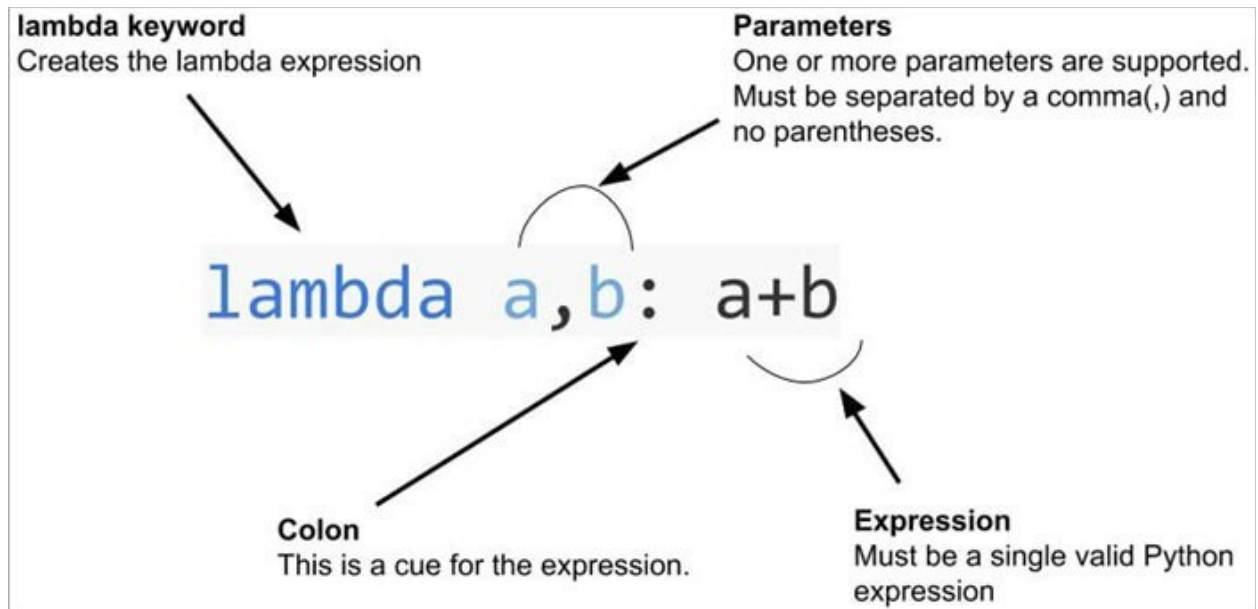 lambda keyword
Creates the lambda expression
Parameters
One or more parameters are supported.
Must be separated by a comma(,) and
no parentheses.
lambda a,b: a+b
Colon
This is a cue for the expression.
Expression
Must be a single valid Python
expression